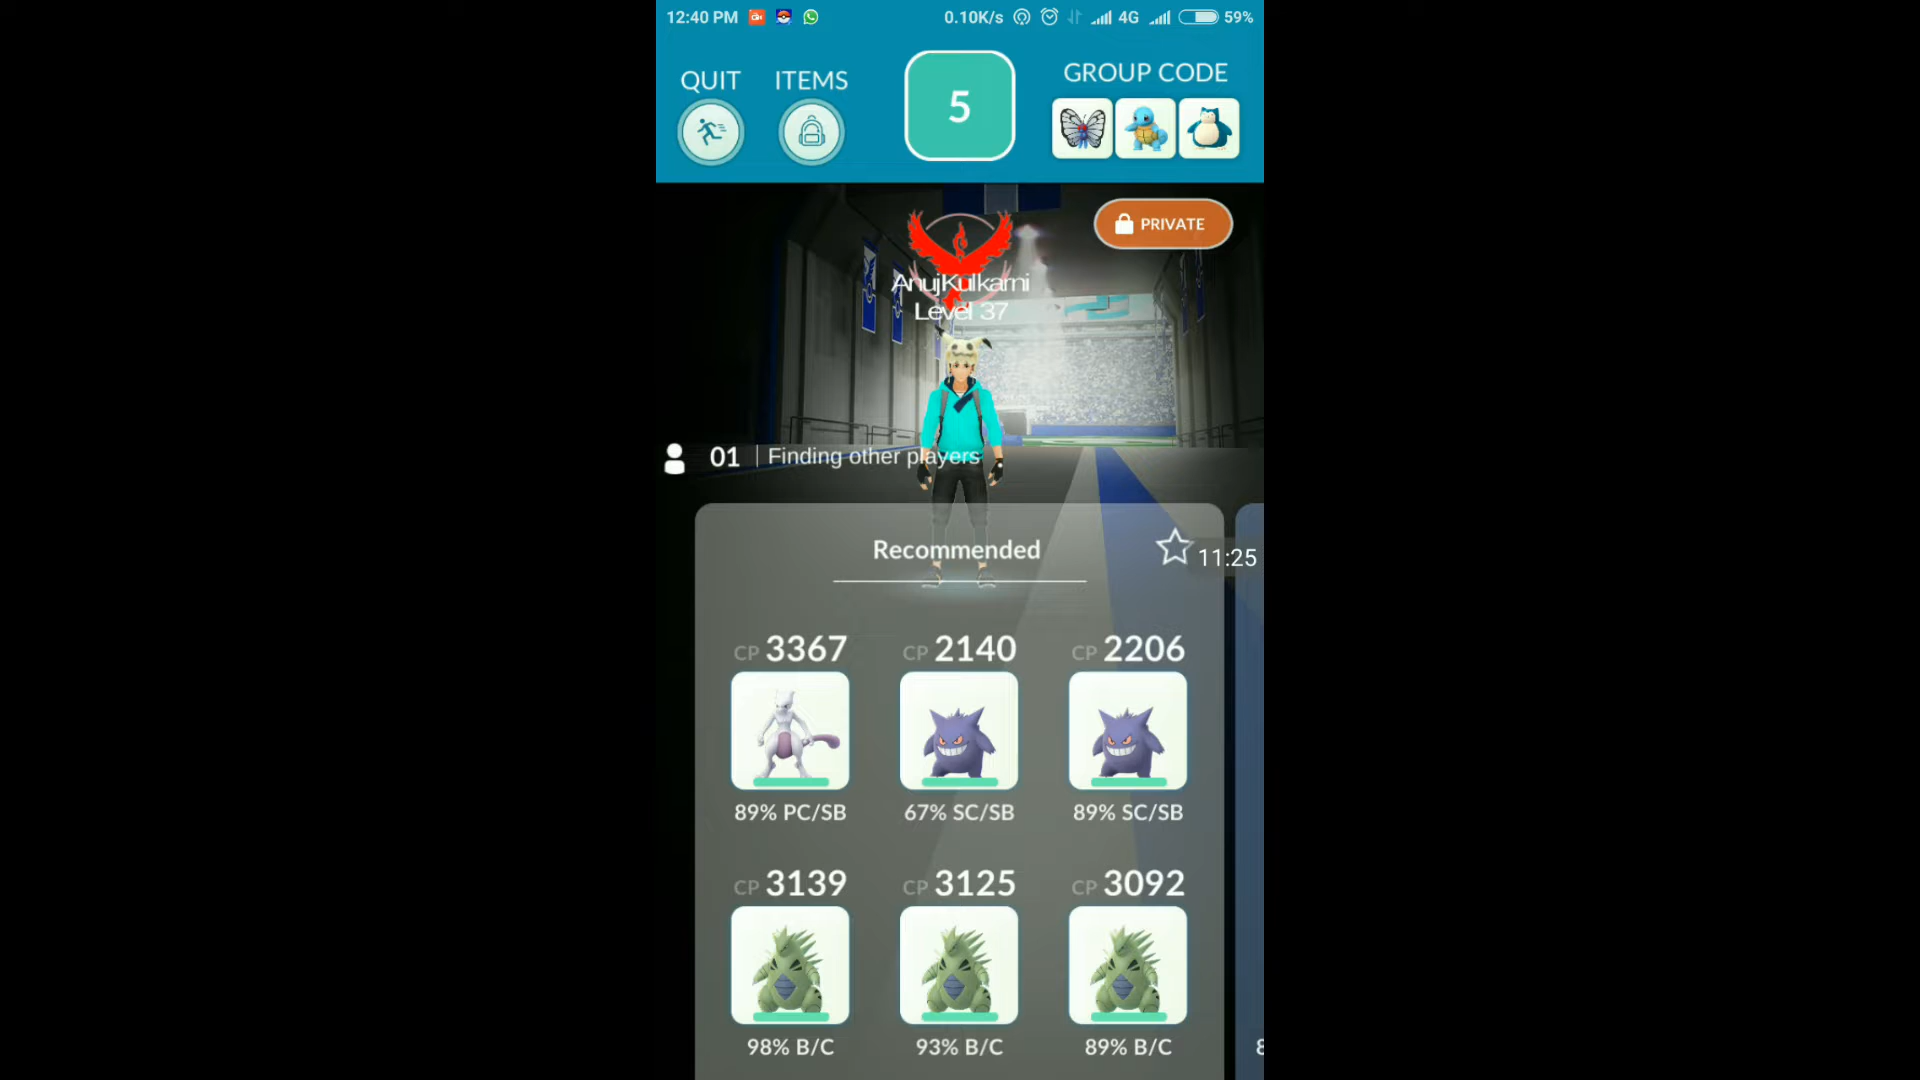 12:40 PM 0.10K/s 4G 59%
QUIT ITEMS 5 GROUP CODE
PRIVATE
AnujKulkarni
Level 37
01 Finding other players
Recommended
11:25
CP 3367 CP 2140 CP 2206
89% PC/SB 67% SC/SB 89% SC/SB
CP 3139 CP 3125 CP 3092
98% B/C 93% B/C 89% B/C